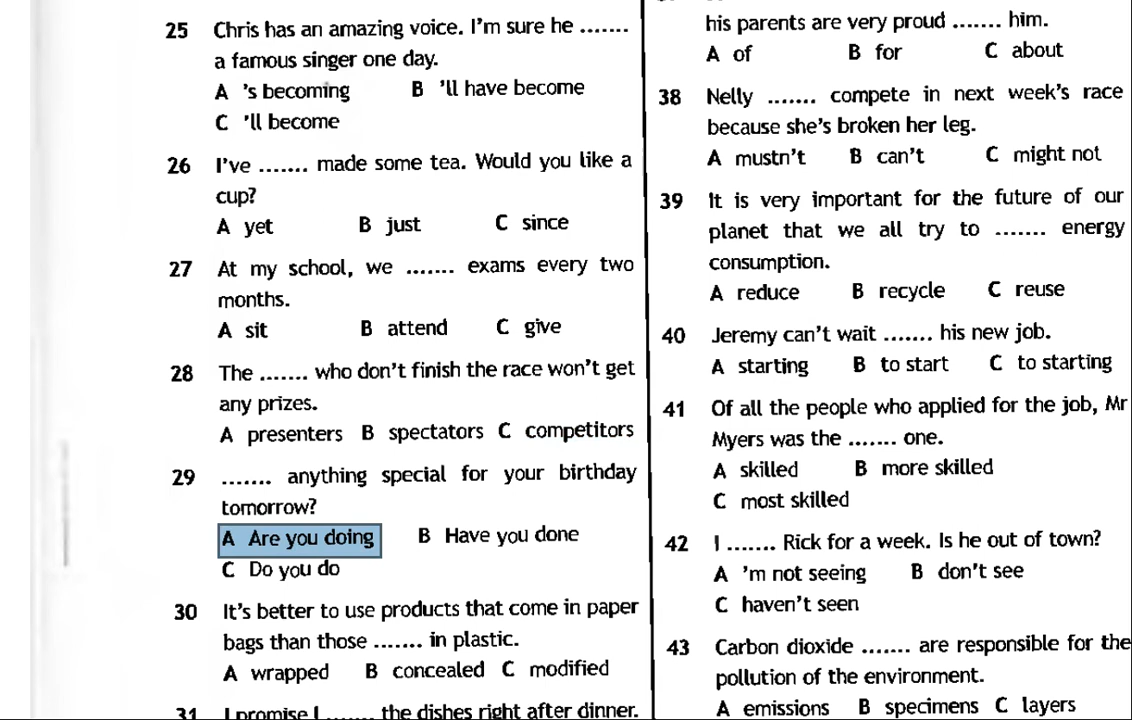 25 Chris has an amazing voice. I'm sure he .......
a famous singer one day.
A 's becoming B 'll have become
C 'll become
26 I've ....... made some tea. Would you like a
cup?
A yet B just C since
27 At my school, we ....... exams every two
months.
A sit B attend C give
28 The ....... who don't finish the race won't get
any prizes.
A presenters B spectators C competitors
29 ....... anything special for your birthday
tomorrow?
A Are you doing B Have you done
C Do you do
30 It's better to use products that come in paper
bags than those ....... in plastic.
A wrapped B concealed C modified
31 I promise I ....... the dishes right after dinner.
his parents are very proud ....... him.
A of B for C about
38 Nelly ....... compete in next week's race
because she's broken her leg.
A mustn't B can't C might not
39 It is very important for the future of our
planet that we all try to ....... energy
consumption.
A reduce B recycle C reuse
40 Jeremy can't wait ....... his new job.
A starting B to start C to starting
41 Of all the people who applied for the job, Mr
Myers was the ....... one.
A skilled B more skilled
C most skilled
42 I ....... Rick for a week. Is he out of town?
A 'm not seeing B don't see
C haven't seen
43 Carbon dioxide ....... are responsible for the
pollution of the environment.
A emissions B specimens C layers